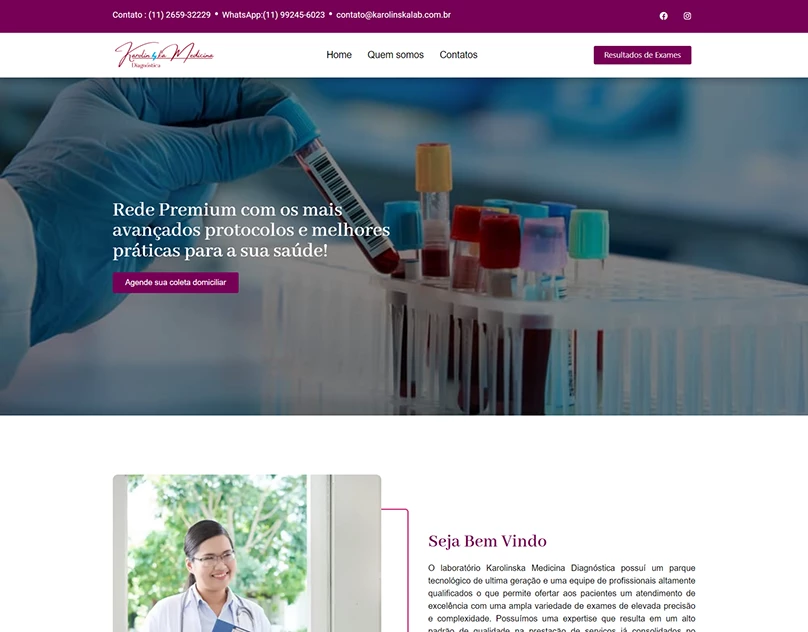 Contato : (11) 2659-32229 • WhatsApp:(11) 99245-6023 • contato@karolinskalab.com.br
Karolinska Medicina
Diagnóstica
Home Quem somos Contatos
Resultados de Exames
Rede Premium com os mais
avançados protocolos e melhores
práticas para a sua saúde!
Agende sua coleta domiciliar
Seja Bem Vindo
O laboratório Karolinska Medicina Diagnóstica possuí um parque
tecnológico de ultima geração e uma equipe de profissionais altamente
qualificados o que permite ofertar aos pacientes um atendimento de
excelência com uma ampla variedade de exames de elevada precisão
e complexidade. Possuímos uma expertise que resulta em um alto
padrão de qualidade na prestação de serviços já consolidados no